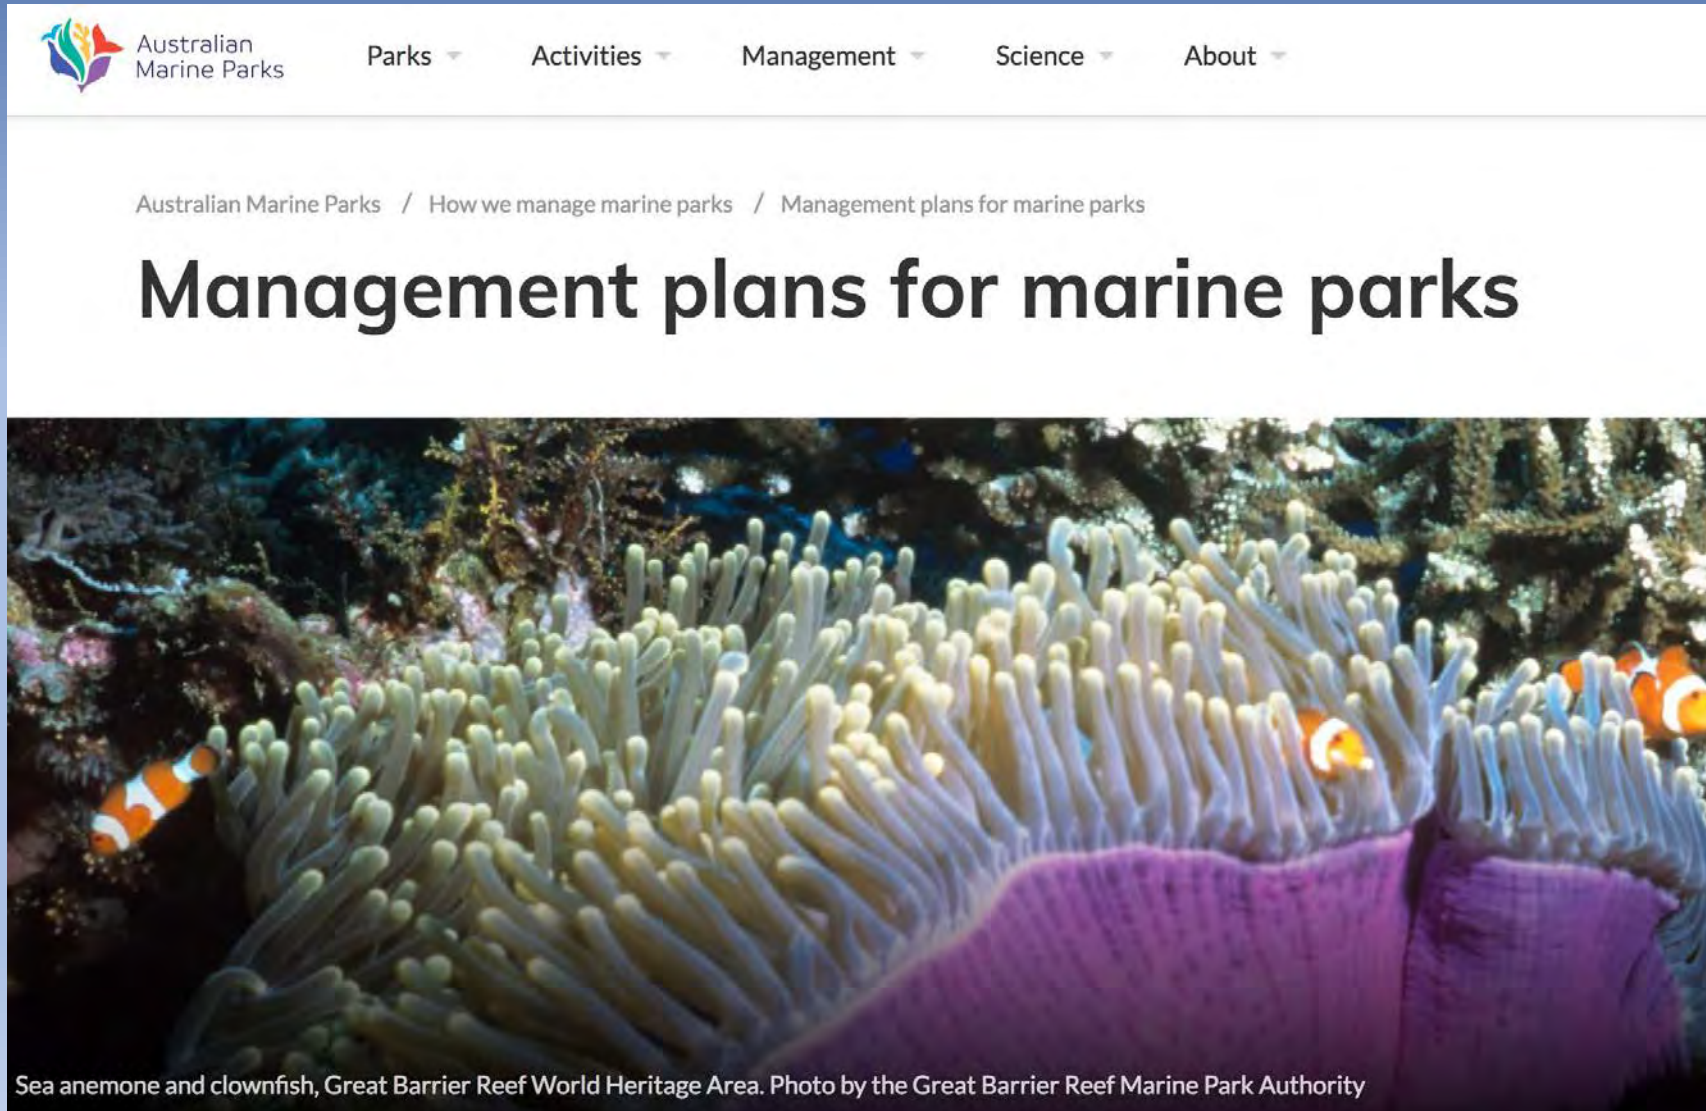 Australian
Marine Parks
Parks Activities Management Science About
Australian Marine Parks / How we manage marine parks / Management plans for marine parks
Management plans for marine parks
Sea anemone and clownfish, Great Barrier Reef World Heritage Area. Photo by the Great Barrier Reef Marine Park Authority